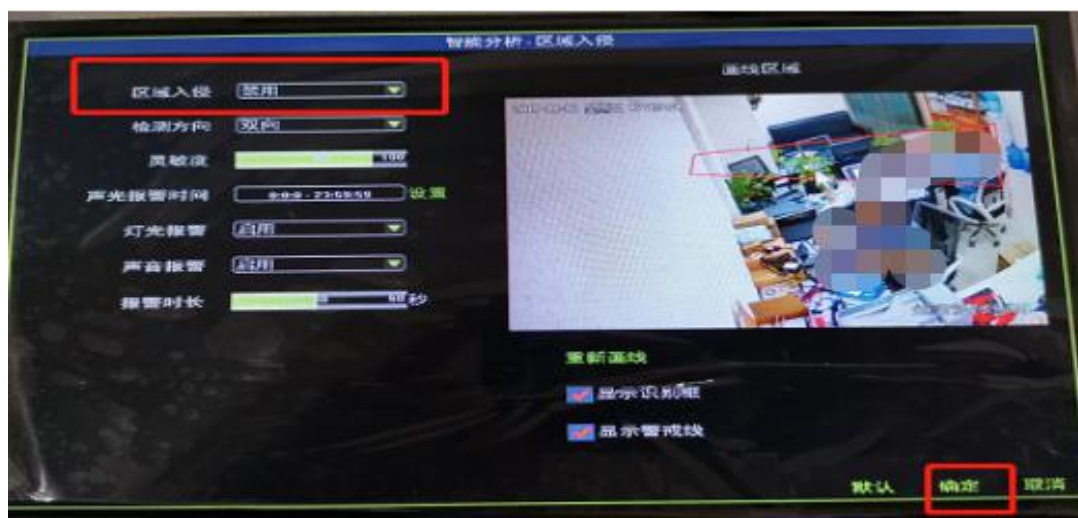 智能分析 - 区域入侵
区域入侵 禁用
检测方向 双向
灵敏度 100
声光报警时间 0:0:0 - 23:59:59 设置
灯光报警 启用
声音报警 启用
报警时长 60 秒
画线区域
重新画线
显示识别框
显示警戒线
默认 确定 取消